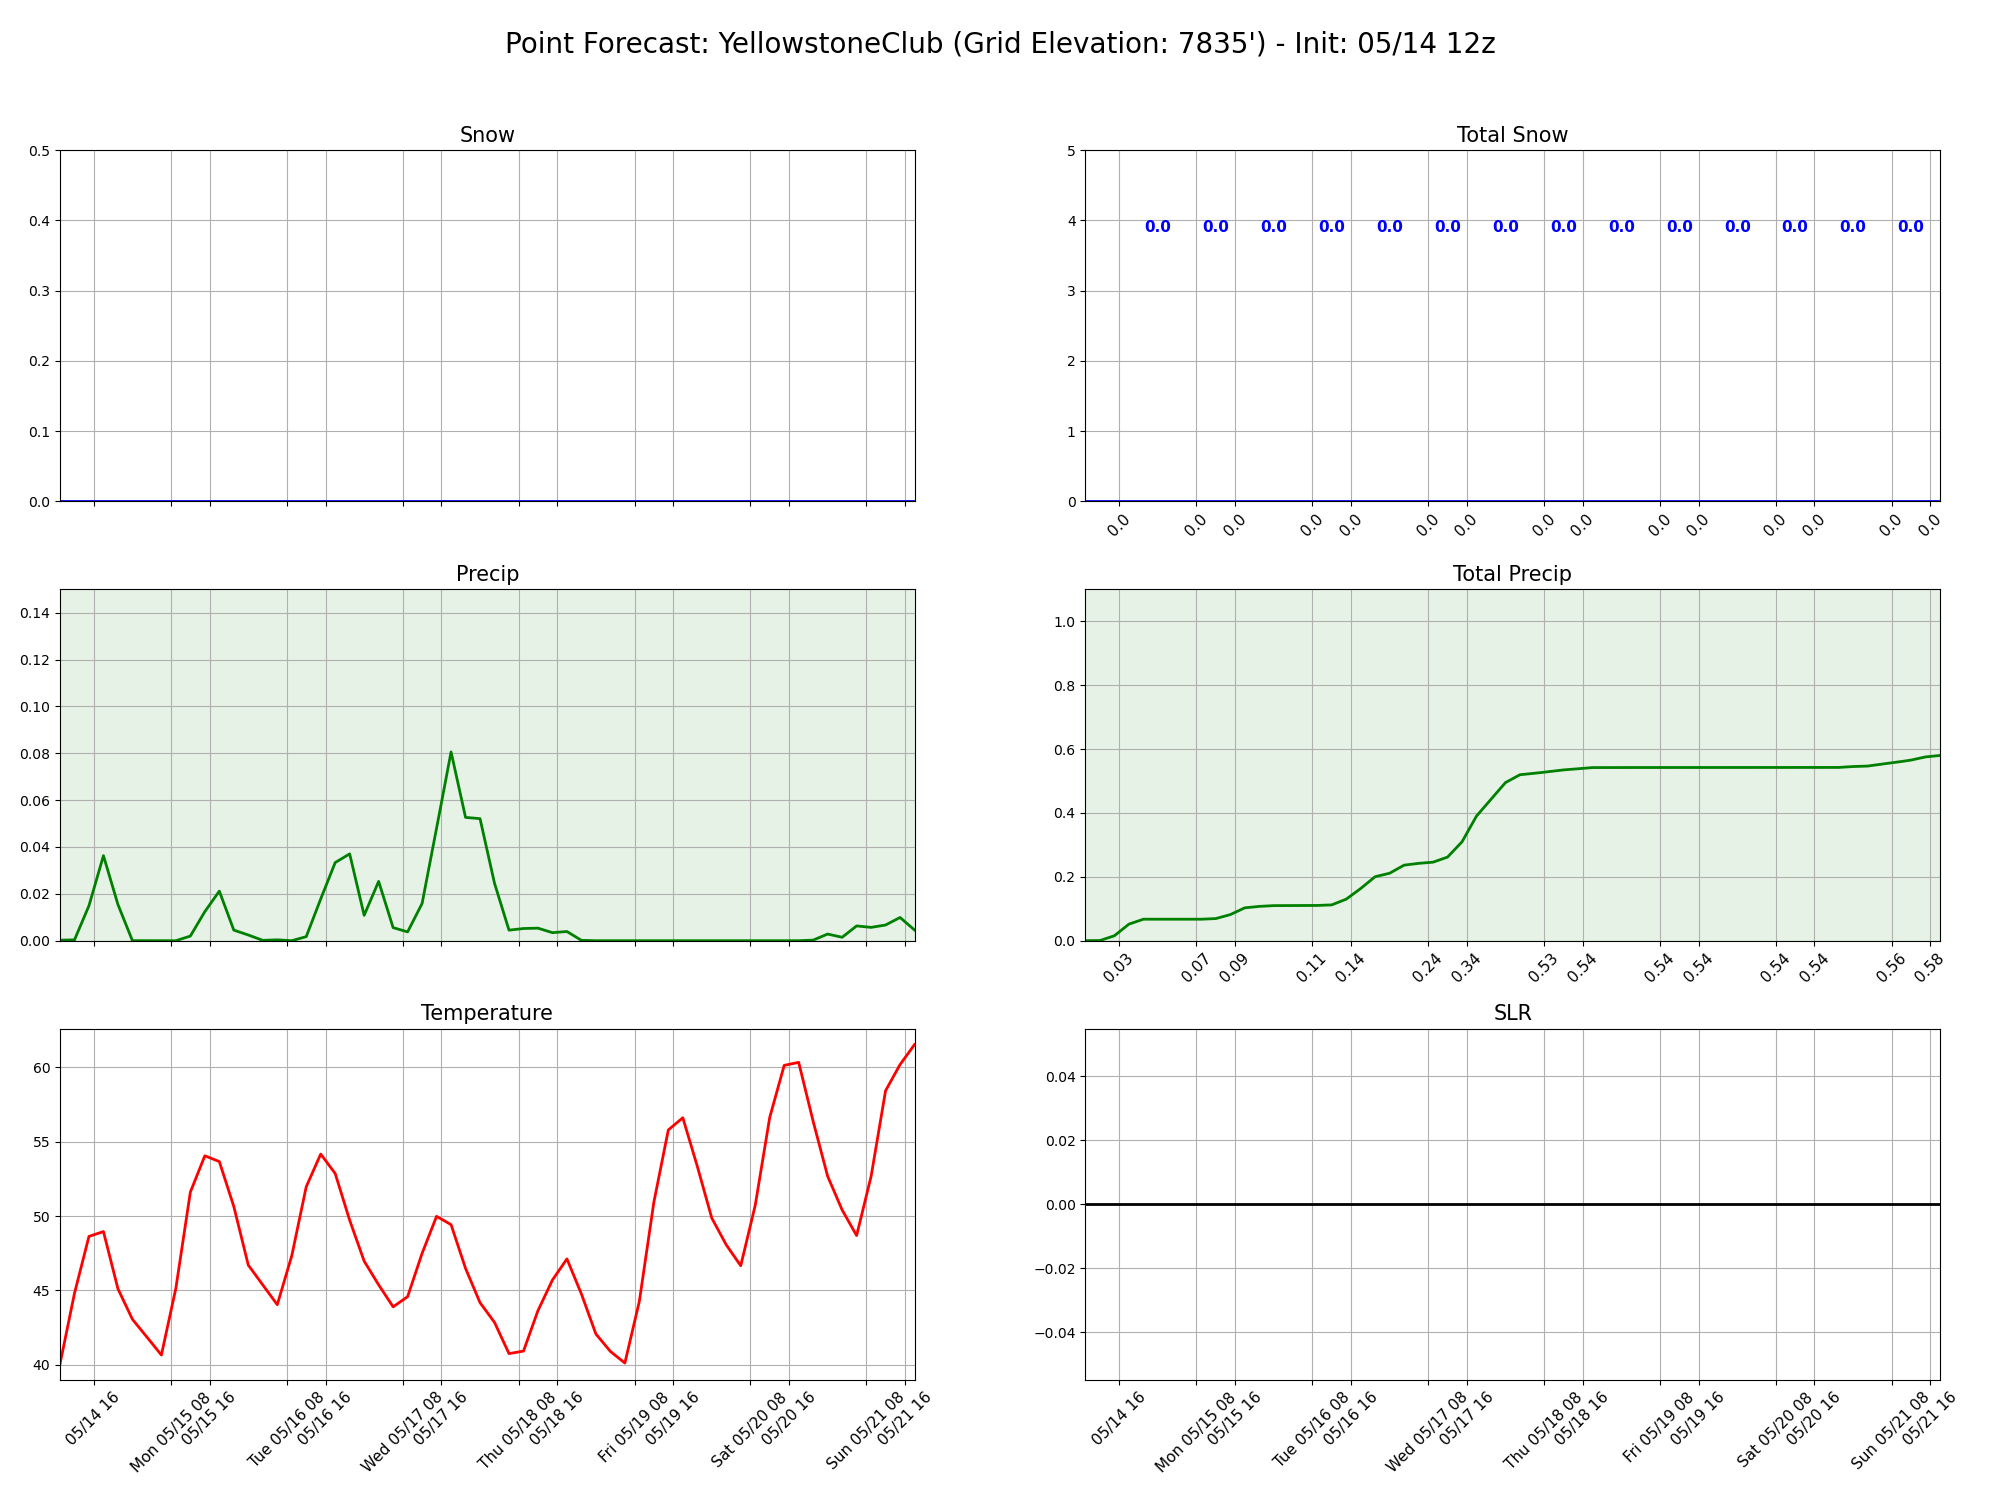 Point Forecast: YellowstoneClub (Grid Elevation: 7835') - Init: 05/14 12z
Snow
0.5
0.4
0.3
0.2
0.1
0.0
Total Snow
5
4
3
2
1
0
0.0 0.0 0.0 0.0 0.0 0.0 0.0 0.0 0.0 0.0 0.0 0.0 0.0 0.0
0.0 0.0 0.0 0.0 0.0 0.0 0.0 0.0 0.0 0.0 0.0 0.0 0.0 0.0 0.0
Precip
0.14
0.12
0.10
0.08
0.06
0.04
0.02
0.00
Total Precip
1.0
0.8
0.6
0.4
0.2
0.0
0.03 0.07 0.09 0.11 0.14 0.24 0.34 0.53 0.54 0.54 0.54 0.54 0.54 0.56 0.58
Temperature
60
55
50
45
40
05/14 16
Mon 05/15 08
05/15 16
Tue 05/16 08
05/16 16
Wed 05/17 08
05/17 16
Thu 05/18 08
05/18 16
Fri 05/19 08
05/19 16
Sat 05/20 08
05/20 16
Sun 05/21 08
05/21 16
SLR
0.04
0.02
0.00
−0.02
−0.04
05/14 16
Mon 05/15 08
05/15 16
Tue 05/16 08
05/16 16
Wed 05/17 08
05/17 16
Thu 05/18 08
05/18 16
Fri 05/19 08
05/19 16
Sat 05/20 08
05/20 16
Sun 05/21 08
05/21 16